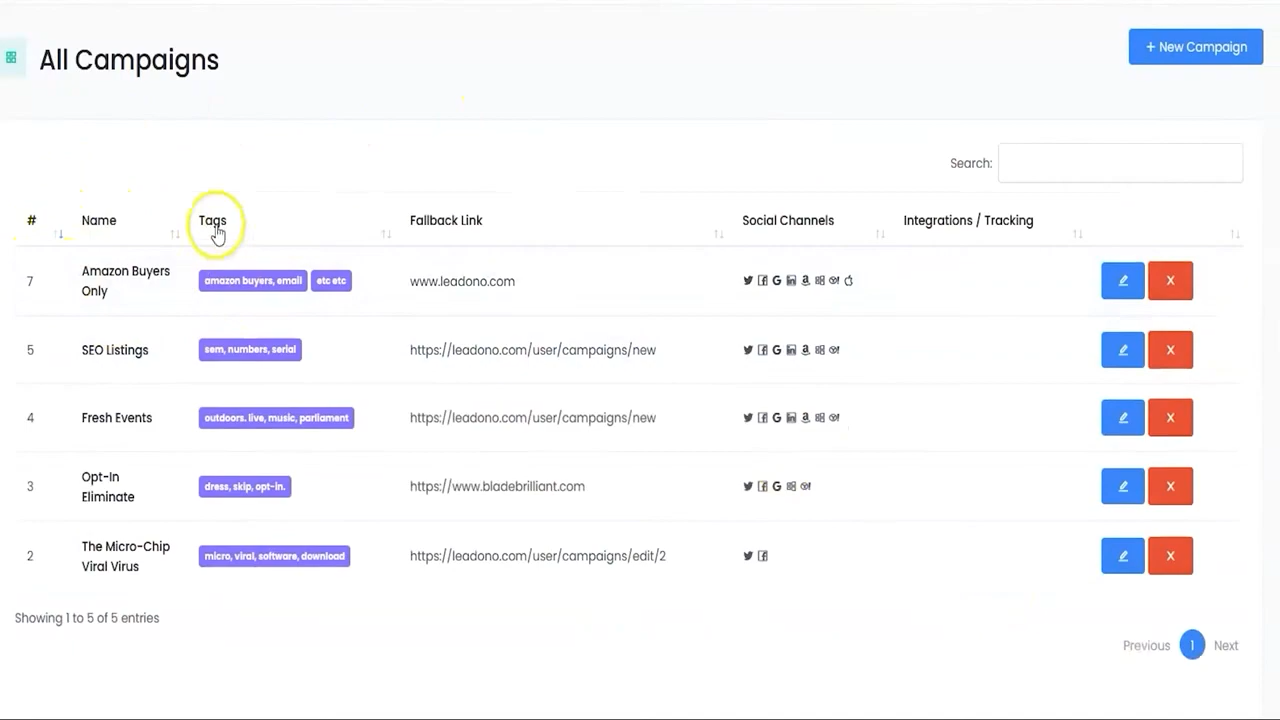 All Campaigns
+ New Campaign
Search:
# Name Tags Fallback Link Social Channels Integrations / Tracking
7 Amazon Buyers Only amazon buyers, email etc etc www.leadono.com
5 SEO Listings sem, numbers, serial https://leadono.com/user/campaigns/new
4 Fresh Events outdoors. live, music, parliament https://leadono.com/user/campaigns/new
3 Opt-In Eliminate dress, skip, opt-in. https://www.bladebrilliant.com
2 The Micro-Chip Viral Virus micro, viral, software, download https://leadono.com/user/campaigns/edit/2
Showing 1 to 5 of 5 entries
Previous 1 Next